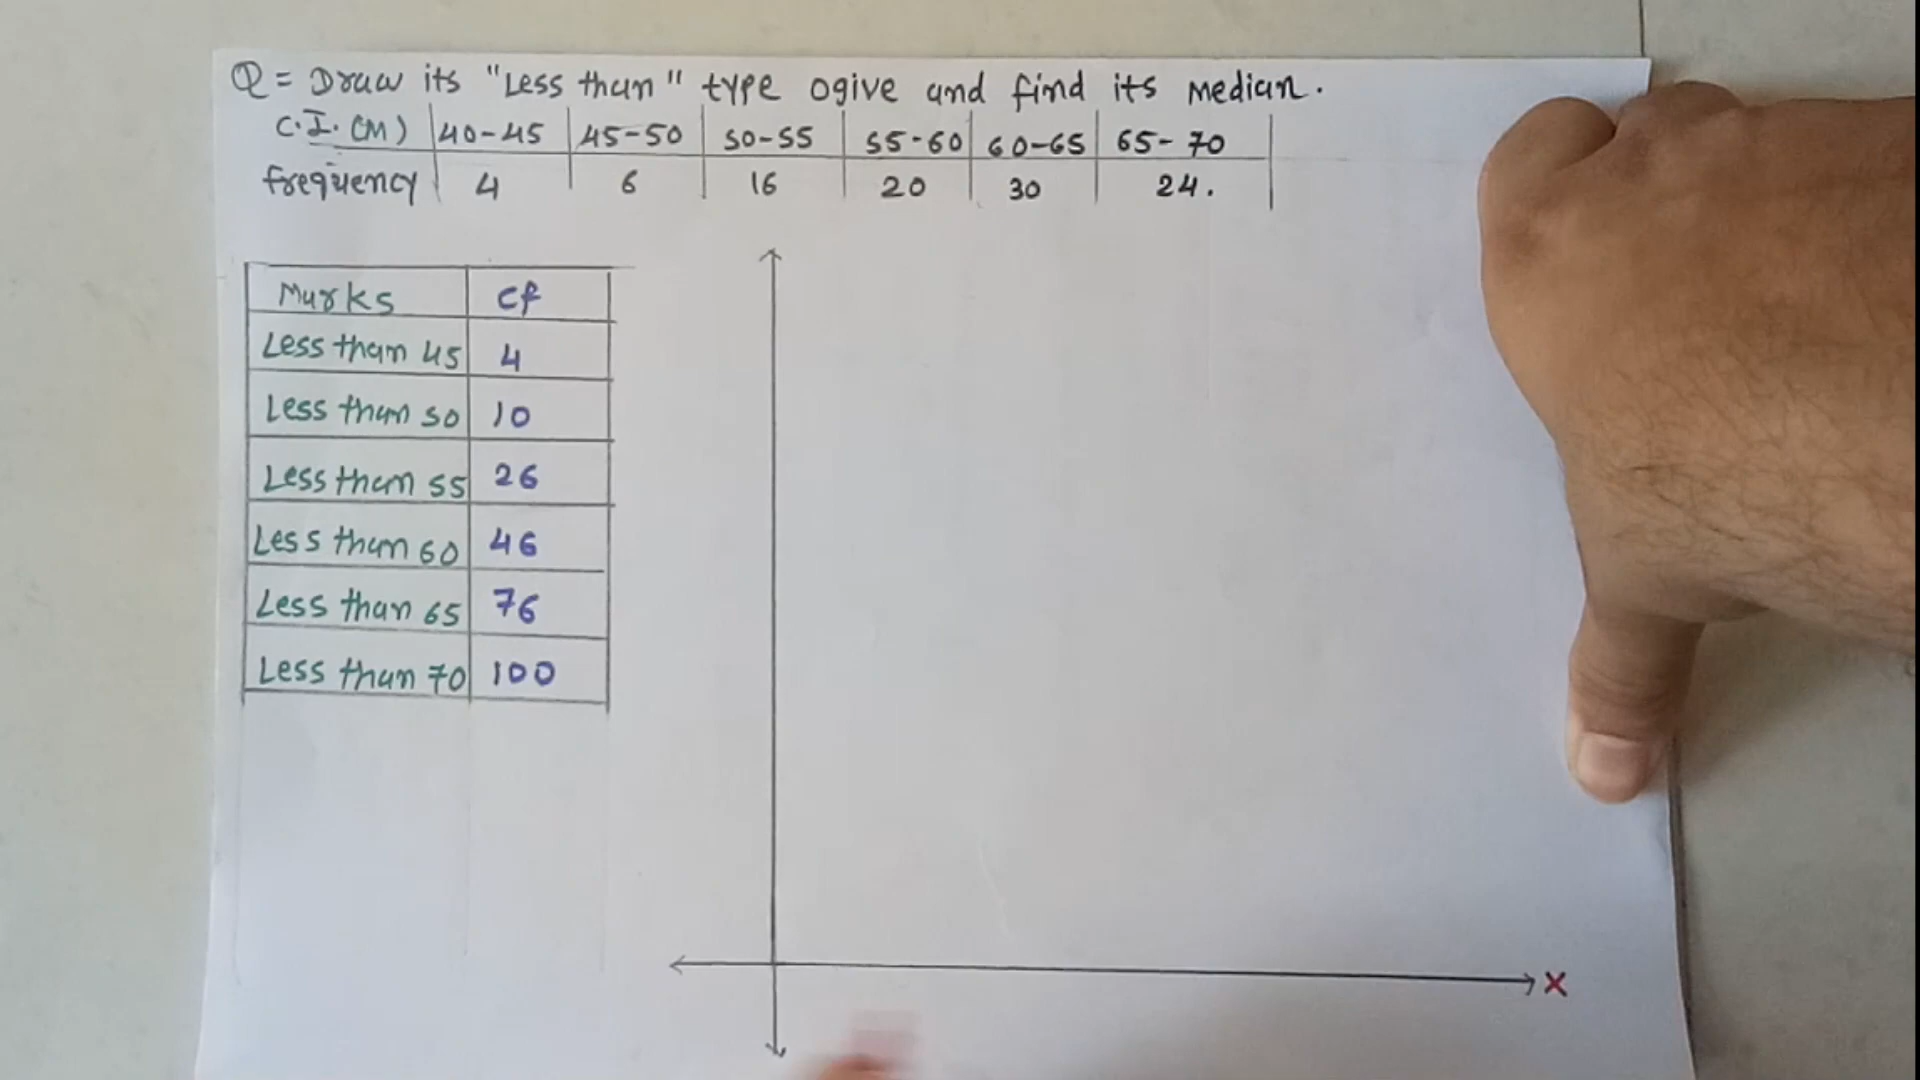 Q = Draw its "Less than" type ogive and find its median.
C.I. (M) 40-45 45-50 50-55 55-60 60-65 65-70
frequency 4 6 16 20 30 24.
Marks cf
Less than 45 4
Less than 50 10
Less than 55 26
Less than 60 46
Less than 65 76
Less than 70 100
X